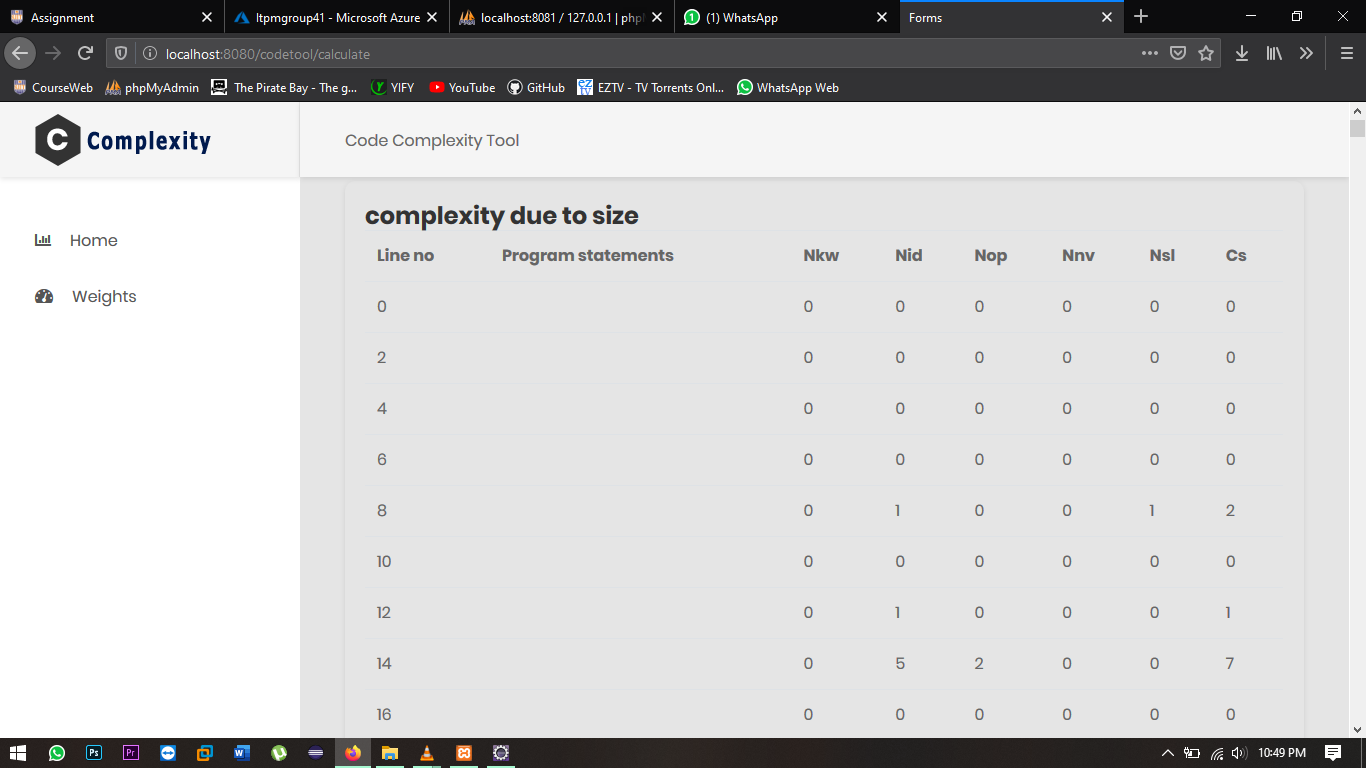 Assignment
ltpmgroup41 - Microsoft Azure
localhost:8081 / 127.0.0.1 | php
(1) WhatsApp
Forms
localhost:8080/codetool/calculate
CourseWeb
phpMyAdmin
The Pirate Bay - The g...
YIFY
YouTube
GitHub
EZTV - TV Torrents Onl...
WhatsApp Web
C Complexity
Code Complexity Tool
Home
Weights
complexity due to size
Line no Program statements Nkw Nid Nop Nnv Nsl Cs
0 0 0 0 0 0 0
2 0 0 0 0 0 0
4 0 0 0 0 0 0
6 0 0 0 0 0 0
8 0 1 0 0 1 2
10 0 0 0 0 0 0
12 0 1 0 0 0 1
14 0 5 2 0 0 7
16 0 0 0 0 0 0
10:49 PM